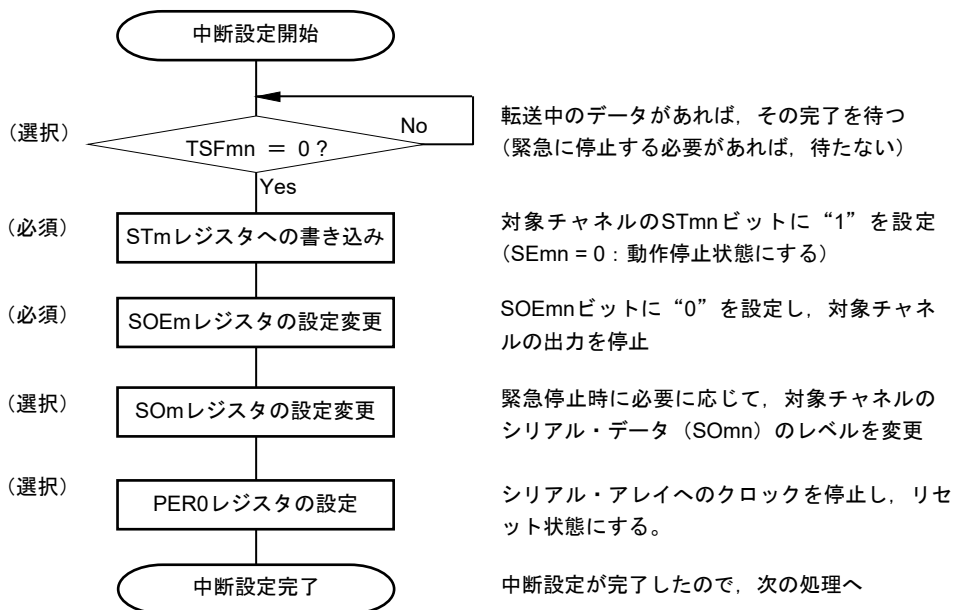 中断設定開始
(選択)
TSFmn = 0?
No
転送中のデータがあれば，その完了を待つ
(緊急に停止する必要があれば，待たない)
Yes
(必須)
STmレジスタへの書き込み
対象チャネルのSTmnビットに“1”を設定
(SEmn = 0：動作停止状態にする)
(必須)
SOEmレジスタの設定変更
SOEmnビットに“0”を設定し，対象チャネ
ルの出力を停止
(選択)
SOmレジスタの設定変更
緊急停止時に必要に応じて，対象チャネルの
シリアル・データ（SOmn）のレベルを変更
(選択)
PER0レジスタの設定
シリアル・アレイへのクロックを停止し，リセ
ット状態にする。
中断設定完了
中断設定が完了したので，次の処理へ